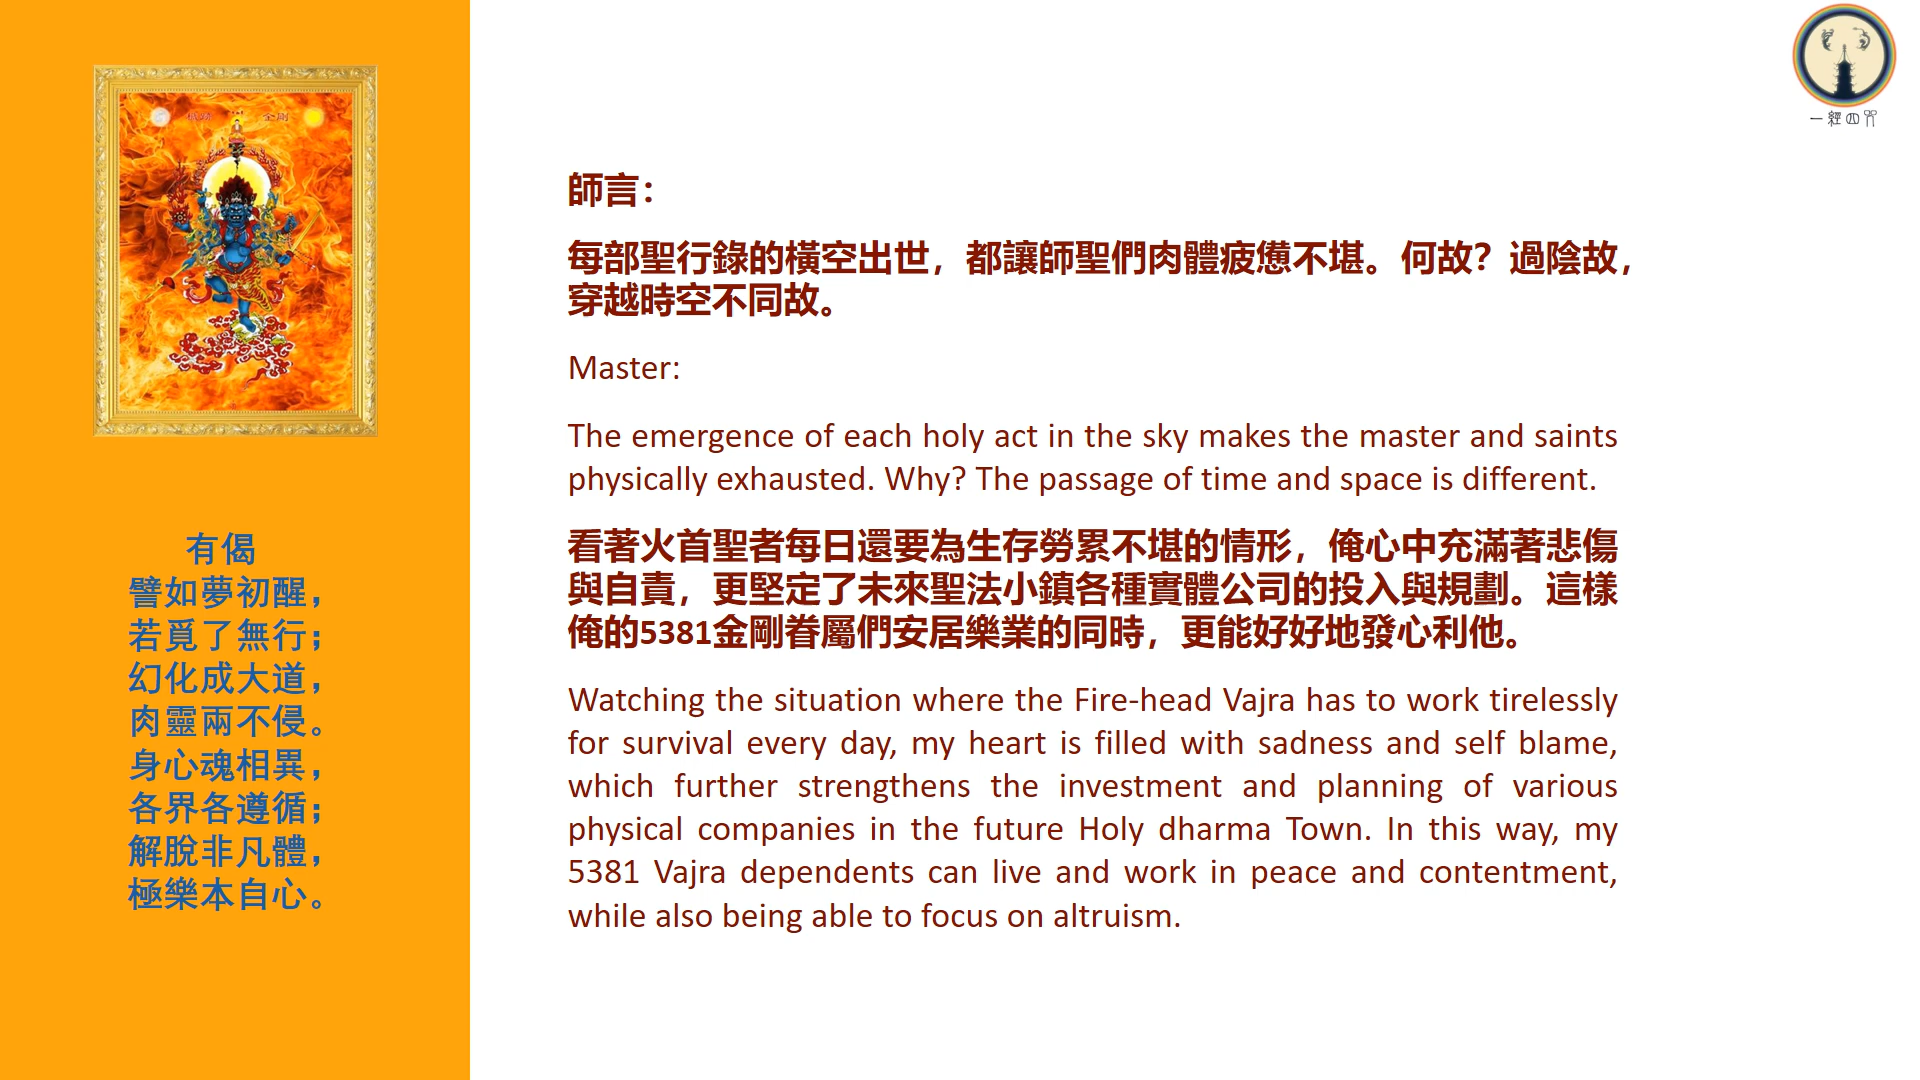 一經四咒
金剛
有偈
譬如夢初醒，
若覓了無行；
幻化成大道，
肉靈兩不侵。
身心魂相異，
各界各遵循；
解脫非凡體，
極樂本自心。
師言：
每部聖行錄的橫空出世，都讓師聖們肉體疲憊不堪。何故？過陰故，
穿越時空不同故。
Master:
The emergence of each holy act in the sky makes the master and saints
physically exhausted. Why? The passage of time and space is different.
看著火首聖者每日還要為生存勞累不堪的情形，俺心中充滿著悲傷
與自責，更堅定了未來聖法小鎮各種實體公司的投入與規劃。這樣
俺的5381金剛眷屬們安居樂業的同時，更能好好地發心利他。
Watching the situation where the Fire-head Vajra has to work tirelessly
for survival every day, my heart is filled with sadness and self blame,
which further strengthens the investment and planning of various
physical companies in the future Holy dharma Town. In this way, my
5381 Vajra dependents can live and work in peace and contentment,
while also being able to focus on altruism.